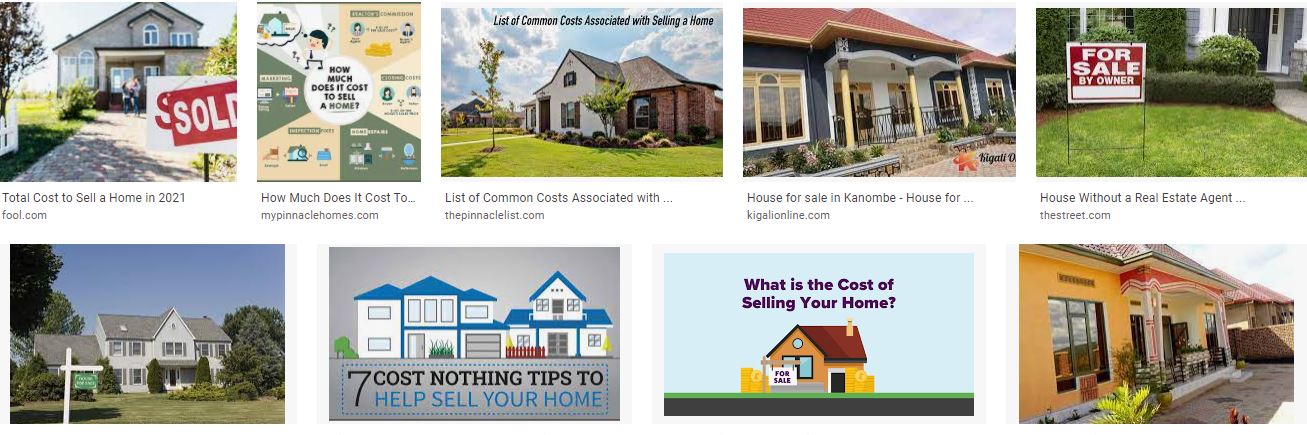 SOLD
REALTOR'S COMMISSION
HOW
MUCH
DOES IT COST
TO SELL
A HOME?
MARKETING
CLOSING COSTS
INSPECTION FIXES
HOME REPAIRS
List of Common Costs Associated with Selling a Home
Kigali O
FOR
SALE
BY OWNER
Total Cost to Sell a Home in 2021
fool.com
How Much Does It Cost To...
mypinnaclehomes.com
List of Common Costs Associated with ...
thepinnaclelist.com
House for sale in Kanombe - House for ...
kigalionline.com
House Without a Real Estate Agent ...
thestreet.com
HOUSE
FOR SALE
7 COST NOTHING TIPS TO
HELP SELL YOUR HOME
What is the Cost of
Selling Your Home?
FOR
SALE